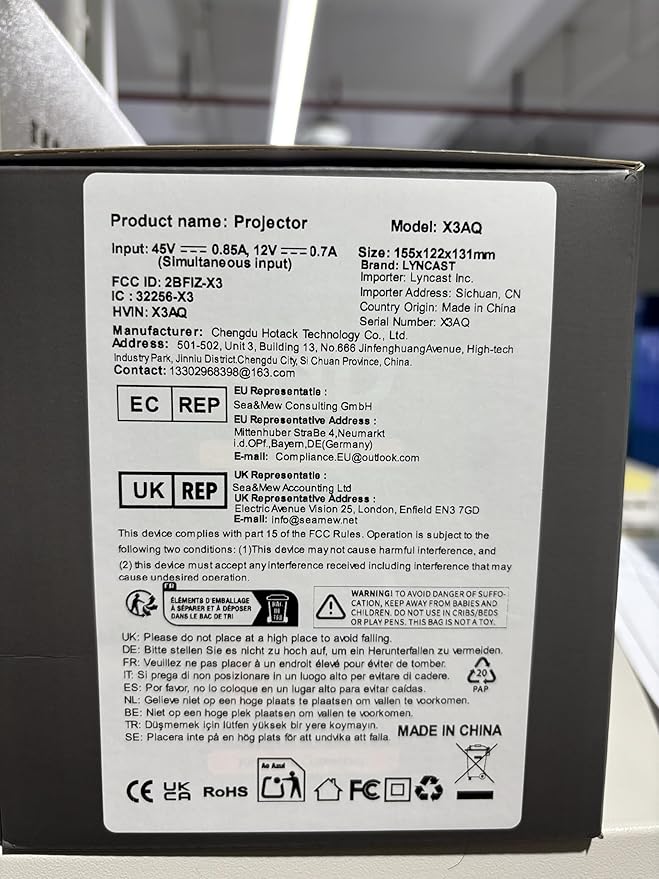 Product name: Projector
Model: X3AQ
Input: 45V 0.85A, 12V 0.7A
(Simultaneous input)
Size: 155x122x131mm
Brand: LYNCAST
FCC ID: 2BFIZ-X3
Importer: Lyncast Inc.
IC : 32256-X3
Importer Address: Sichuan, CN
HVIN: X3AQ
Country Origin: Made in China
Serial Number: X3AQ
Manufacturer: Chengdu Hotack Technology Co., Ltd.
Address: 501-502, Unit 3, Building 13, No.666 JinfenghuangAvenue, High-tech
Industry Park, Jinniu District.Chengdu City, Si Chuan Province, China.
Contact: 13302968398@163.com
EC REP
EU Representatie :
Sea&Mew Consulting GmbH
EU Representative Address :
Mittenhuber StraBe 4,Neumarkt
i.d.OPf.,Bayern,DE(Germany)
E-mail: Compliance.EU@outlook.com
UK REP
UK Representatie :
Sea&Mew Accounting Ltd
UK Representative Address :
Electric Avenue Vision 25, London, Enfield EN3 7GD
E-mail: info@seamew.net
This device complies with part 15 of the FCC Rules. Operation is subject to the
following two conditions: (1)This device may not cause harmful interference, and
(2) this device must accept any interference received including interference that may
cause undesired operation.
FR
ÉLÉMENTS D'EMBALLAGE
À SÉPARER ET À DÉPOSER
DANS LE BAC DE TRI
BAC
DE
TRI
WARNING! TO AVOID DANGER OF SUFFO-
CATION, KEEP AWAY FROM BABIES AND
CHILDREN. DO NOT USE IN CRIBS/BEDS
OR PLAY PENS. THIS BAG IS NOT A TOY.
UK: Please do not place at a high place to avoid falling.
DE: Bitte stellen Sie es nicht zu hoch auf, um ein Herunterfallen zu vermeiden.
FR: Veuillez ne pas placer à un endroit élevé pour éviter de tomber.
IT: Si prega di non posizionare in un luogo alto per evitare di cadere.
ES: Por favor, no lo coloque en un lugar alto para evitar caídas.
NL: Gelieve niet op een hoge plaats te plaatsen om vallen te voorkomen.
BE: Niet op een hoge plek plaatsen om vallen te voorkomen.
TR: Düşmemek için lütfen yüksek bir yere koymayın.
SE: Placera inte på en hög plats för att undvika att falla.
20
PAP
MADE IN CHINA
CE UK CA RoHS
Ao Azul
FC